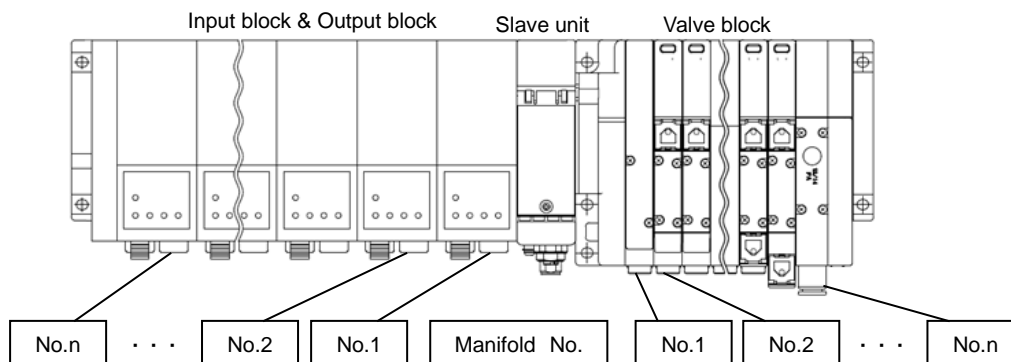 Input block & Output block
Slave unit
Valve block
No.n
・・・
No.2
No.1
Manifold No.
No.1
No.2
・・・
No.n